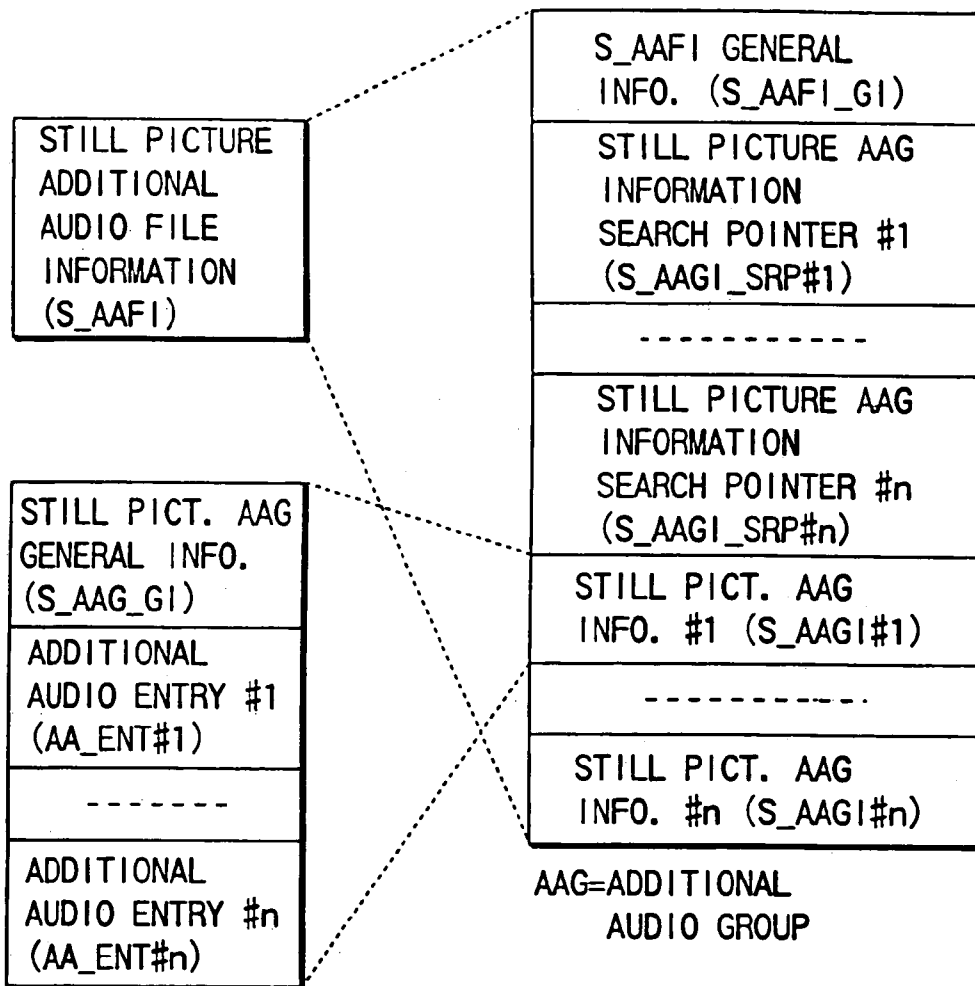 STILL PICTURE
ADDITIONAL
AUDIO FILE
INFORMATION
(S_AAFI)
S_AAFI GENERAL
INFO. (S_AAFI_GI)
STILL PICTURE AAG
INFORMATION
SEARCH POINTER #1
(S_AAGI_SRP#1)
STILL PICTURE AAG
INFORMATION
SEARCH POINTER #n
(S_AAGI_SRP#n)
STILL PICT. AAG
INFO. #1 (S_AAGI#1)
STILL PICT. AAG
INFO. #n (S_AAGI#n)
STILL PICT. AAG
GENERAL INFO.
(S_AAG_GI)
ADDITIONAL
AUDIO ENTRY #1
(AA_ENT#1)
ADDITIONAL
AUDIO ENTRY #n
(AA_ENT#n)
AAG=ADDITIONAL
AUDIO GROUP